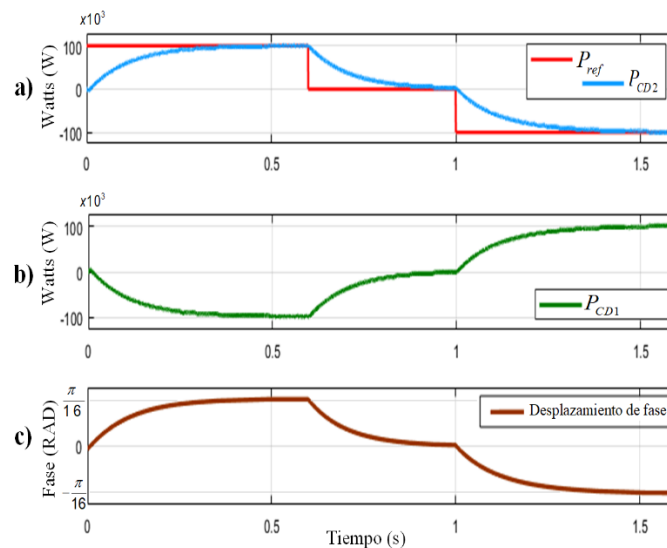 x10³
100
0
-100
a)
Watts (W)
P_ref
P_CD2
0
0.5
1
1.5
x10³
100
0
-100
b)
Watts (W)
P_CD1
0
0.5
1
1.5
π/16
0
-π/16
c)
Fase (RAD)
Desplazamiento de fase
0
0.5
1
1.5
Tiempo (s)